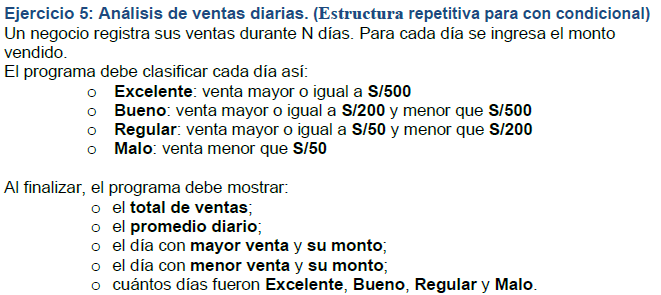 Ejercicio 5: Análisis de ventas diarias. (Estructura repetitiva para con condicional)
Un negocio registra sus ventas durante N días. Para cada día se ingresa el monto
vendido.
El programa debe clasificar cada día así:
o Excelente: venta mayor o igual a S/500
o Bueno: venta mayor o igual a S/200 y menor que S/500
o Regular: venta mayor o igual a S/50 y menor que S/200
o Malo: venta menor que S/50
Al finalizar, el programa debe mostrar:
o el total de ventas;
o el promedio diario;
o el día con mayor venta y su monto;
o el día con menor venta y su monto;
o cuántos días fueron Excelente, Bueno, Regular y Malo.